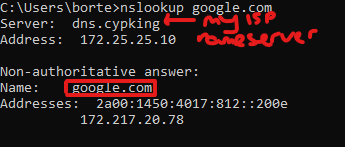 C:\Users\borte>nslookup google.com
Server:  dns.cypking
my ISP
nameserver
Address:  172.25.25.10

Non-authoritative answer:
Name:    google.com
Addresses:  2a00:1450:4017:812::200e
          172.217.20.78